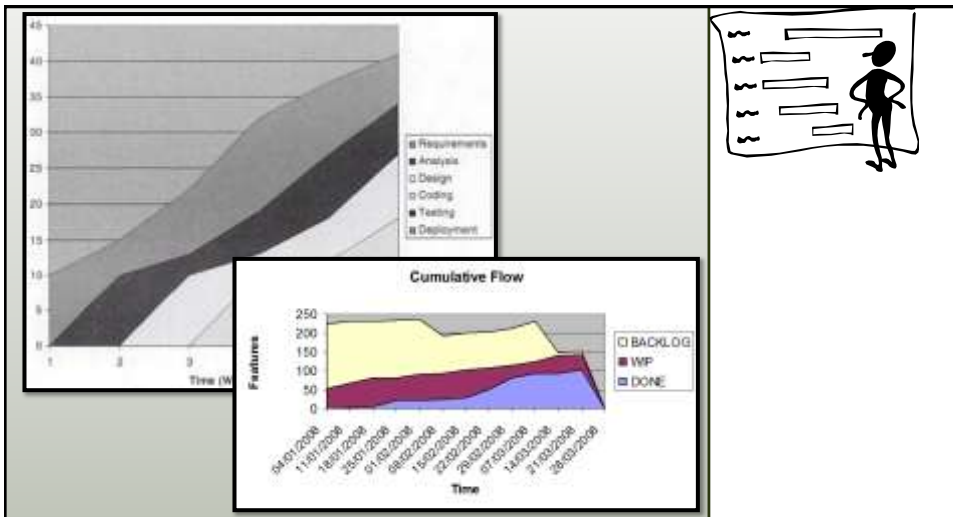 45
40
35
30
25
20
15
10
5
0
1
2
3
Time (W
Requirements
Analysis
Design
Coding
Testing
Deployment
Cumulative Flow
Features
250
200
150
100
50
0
04/01/2008
11/01/2008
18/01/2008
25/01/2008
01/02/2008
08/02/2008
15/02/2008
22/02/2008
29/02/2008
07/03/2008
14/03/2008
21/03/2008
28/03/2008
Time
BACKLOG
WIP
DONE